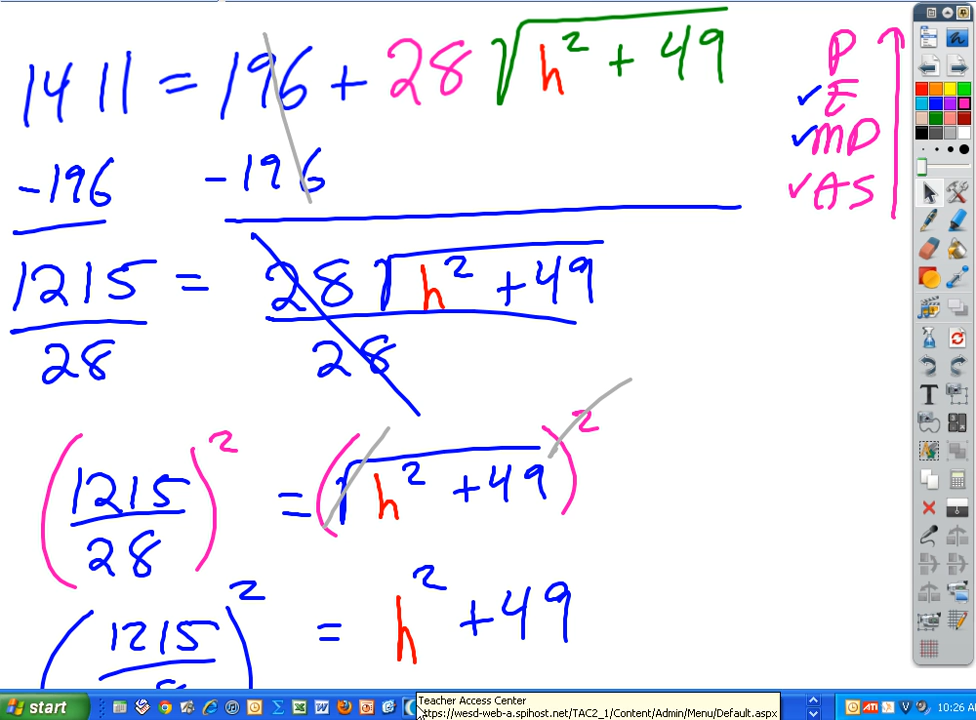 1411 = 196 + 28 √(h² + 49)
-196 -196
1215 = 28 √(h² + 49)
28 28
(1215/28)² = (√(h² + 49))²
(1215/8)² = h² + 49
P
✓E
✓MD
✓AS
T
start
Teacher Access Center
ttps://wesd-web-a.spihost.net/TAC2_1/Content/Admin/Menu/Default.aspx
10:26 A